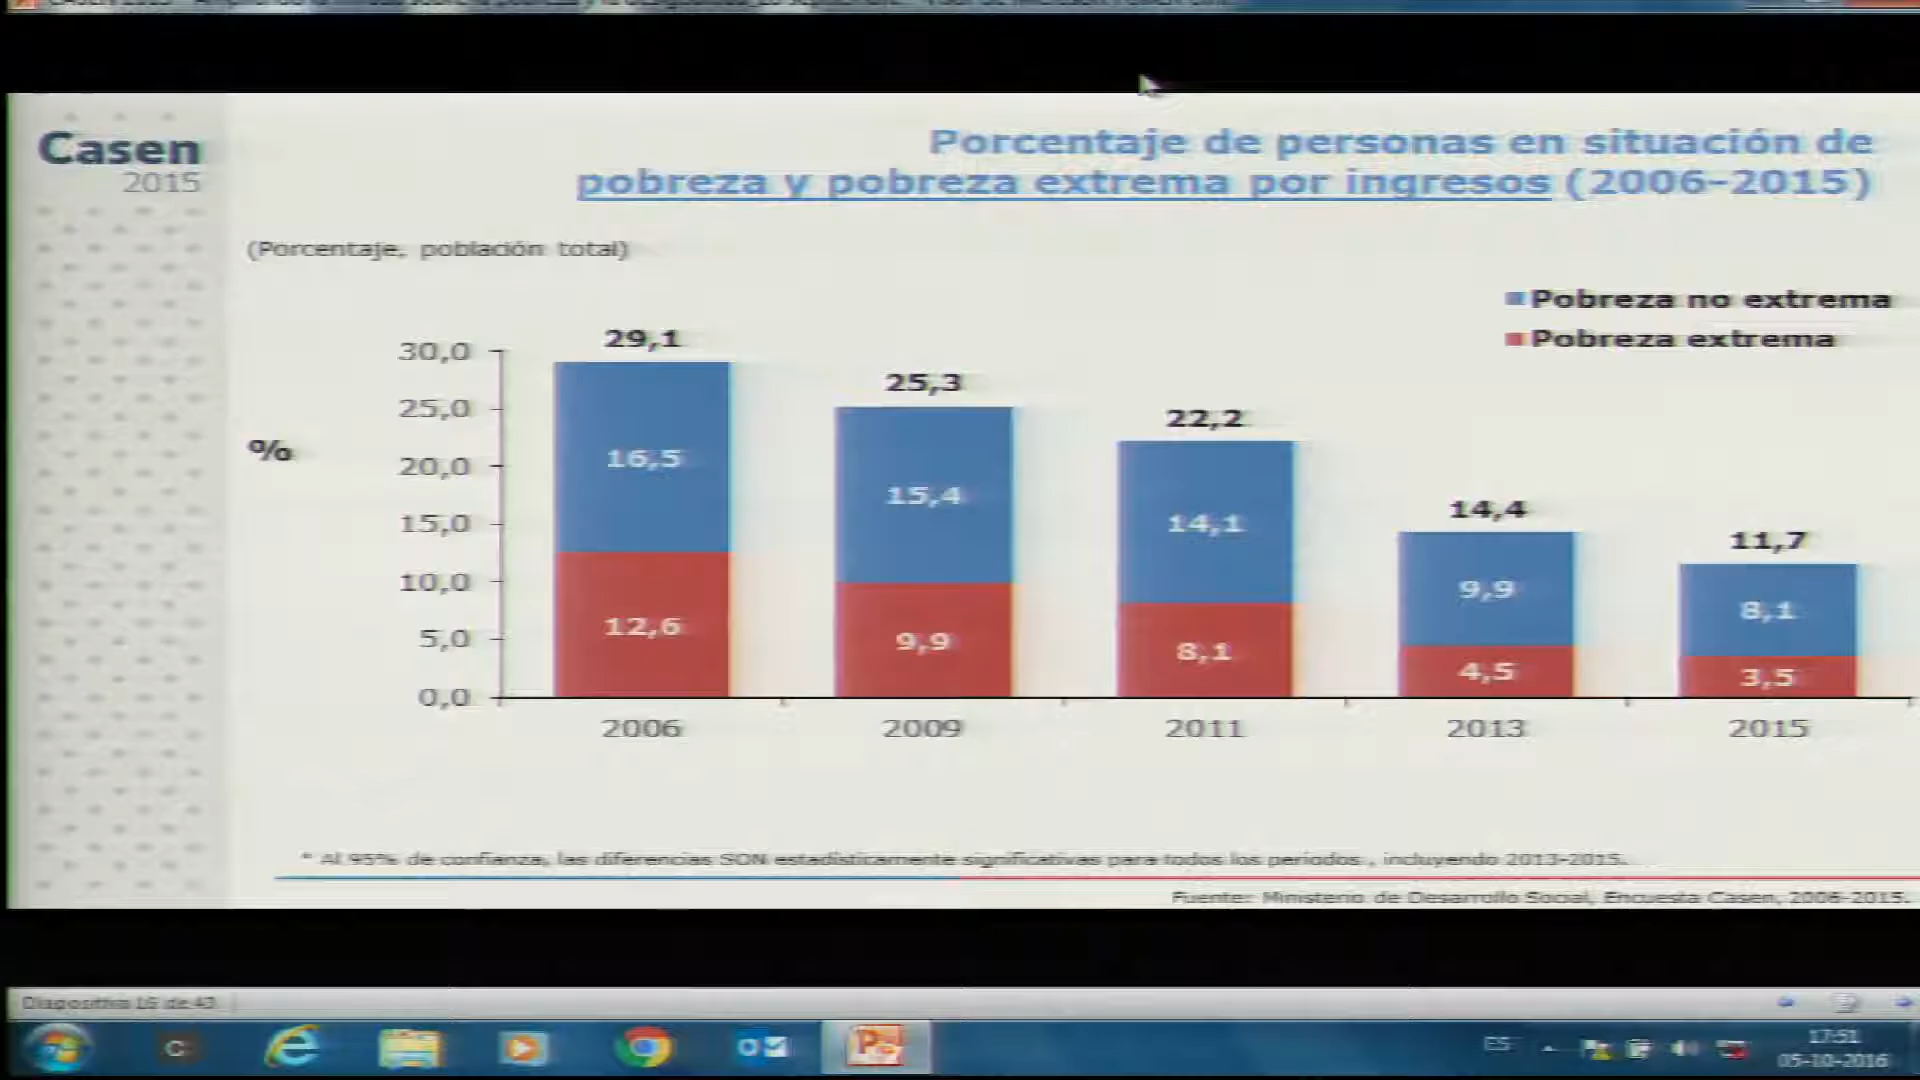 Casen
2015
Porcentaje de personas en situación de
pobreza y pobreza extrema por ingresos (2006-2015)
(Porcentaje, población total)
Pobreza no extrema
Pobreza extrema
%
30,0
25,0
20,0
15,0
10,0
5,0
0,0
29,1
16,5
12,6
25,3
15,4
9,9
22,2
14,1
8,1
14,4
9,9
4,5
11,7
8,1
3,5
2006 2009 2011 2013 2015
* Al 95% de confianza, las diferencias SON estadísticamente significativas para todos los periodos , incluyendo 2013-2015.
Fuente: Ministerio de Desarrollo Social, Encuesta Casen, 2006-2015.
Diapositiva 16 de 43
ES
17:51
05-10-2016